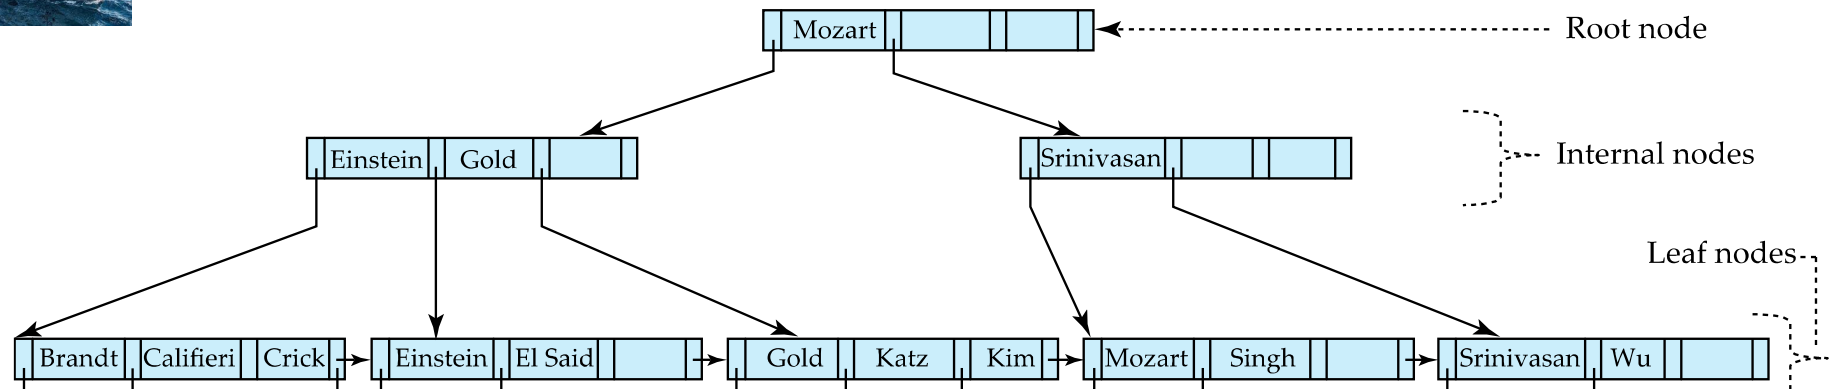 Mozart
Root node
Einstein Gold
Srinivasan
Internal nodes
Leaf nodes
Brandt Califieri Crick
Einstein El Said
Gold Katz Kim
Mozart Singh
Srinivasan Wu